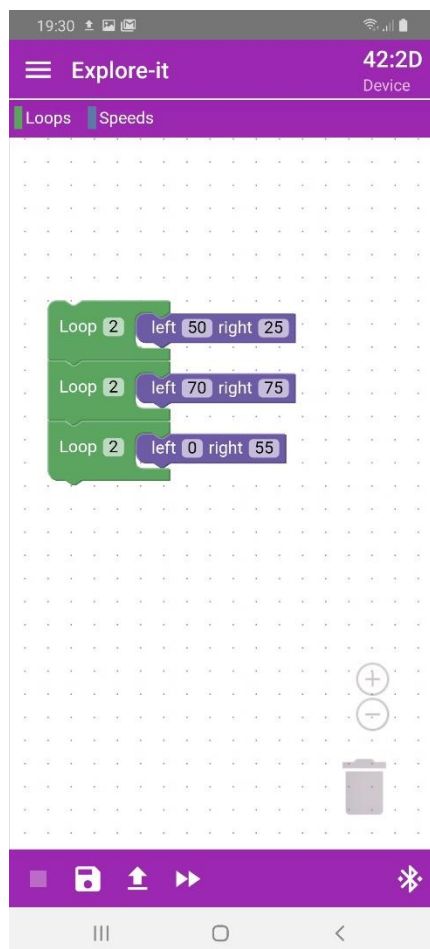 19:30
Explore-it
42:2D
Device
Loops Speeds
Loop 2 left 50 right 25
Loop 2 left 70 right 75
Loop 2 left 0 right 55